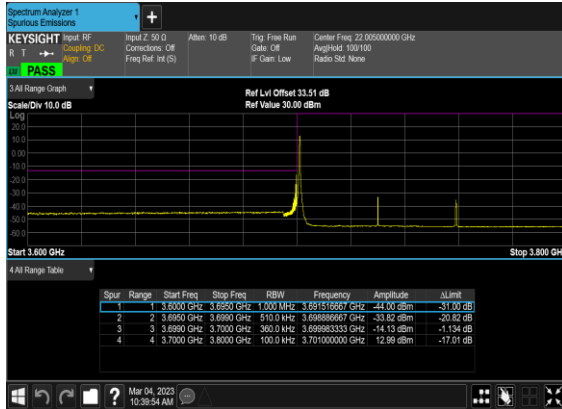 Spectrum Analyzer 1
Spurious Emissions
+
KEYSIGHT Input: RF Input Z: 50 Ω Atten: 10 dB Trig: Free Run Center Freq: 22.005000000 GHz
R T Coupling: DC Corrections: Off Gate: Off Avg|Hold: 100/100
Align: Off Freq Ref: Int (S) IF Gain: Low Radio Std: None
PASS
3 All Range Graph
Ref Lvl Offset 33.51 dB
Scale/Div 10.0 dB Ref Value 30.00 dBm
Log
20.0
10.0
0.00
-10.0
-20.0
-30.0
-40.0
-50.0
-60.0
Start 3.600 GHz Stop 3.800 GH
4 All Range Table
Spur Range Start Freq Stop Freq RBW Frequency Amplitude ΔLimit
1 1 3.6000 GHz 3.6950 GHz 1.000 MHz 3.691516667 GHz -44.00 dBm -31.00 dB
2 2 3.6950 GHz 3.6990 GHz 510.0 kHz 3.698886667 GHz -33.82 dBm -20.82 dB
3 3 3.6990 GHz 3.7000 GHz 360.0 kHz 3.699983333 GHz -14.13 dBm -1.134 dB
4 4 3.7000 GHz 3.8000 GHz 100.0 kHz 3.701000000 GHz 12.99 dBm -17.01 dB
? Mar 04, 2023
10:39:54 AM